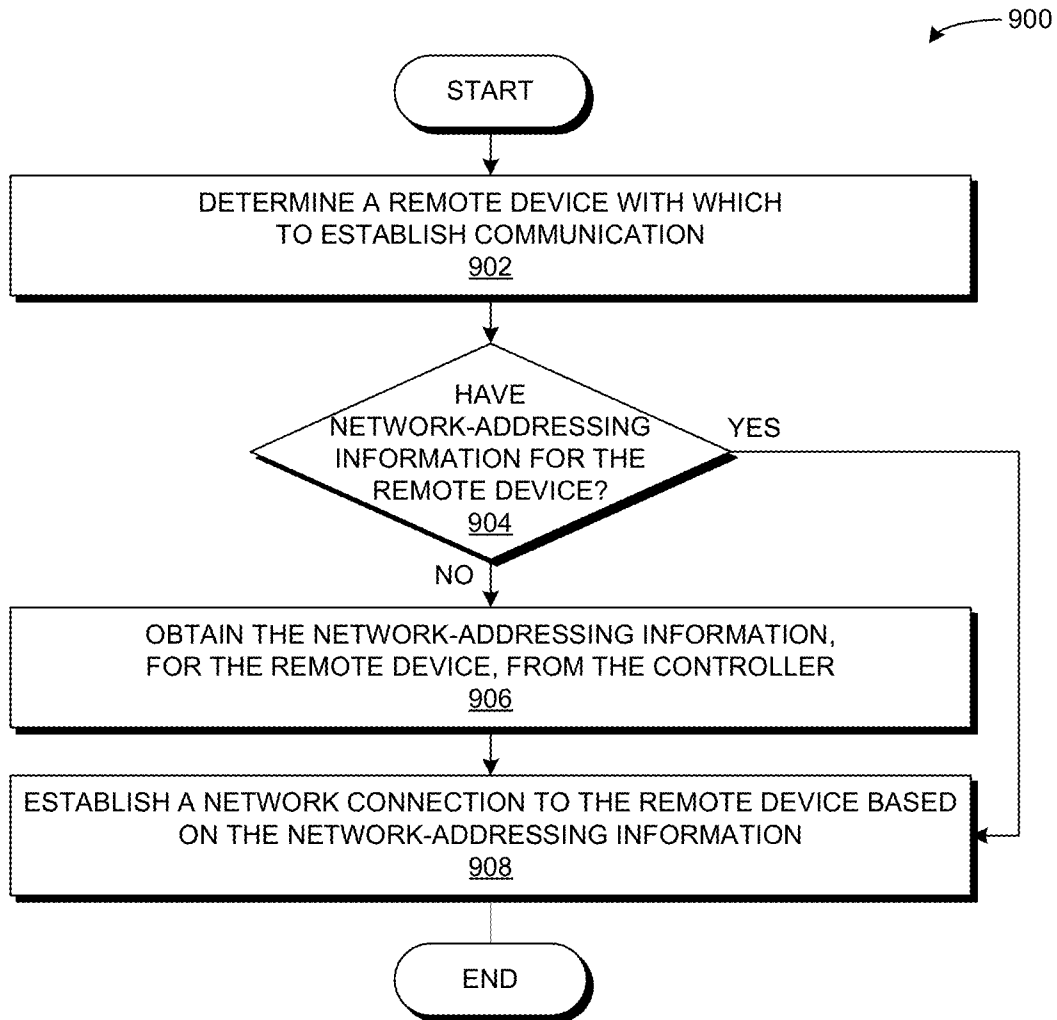 900
START
DETERMINE A REMOTE DEVICE WITH WHICH
TO ESTABLISH COMMUNICATION
902
HAVE
NETWORK-ADDRESSING
INFORMATION FOR THE
REMOTE DEVICE?
904
YES
NO
OBTAIN THE NETWORK-ADDRESSING INFORMATION,
FOR THE REMOTE DEVICE, FROM THE CONTROLLER
906
ESTABLISH A NETWORK CONNECTION TO THE REMOTE DEVICE BASED
ON THE NETWORK-ADDRESSING INFORMATION
908
END